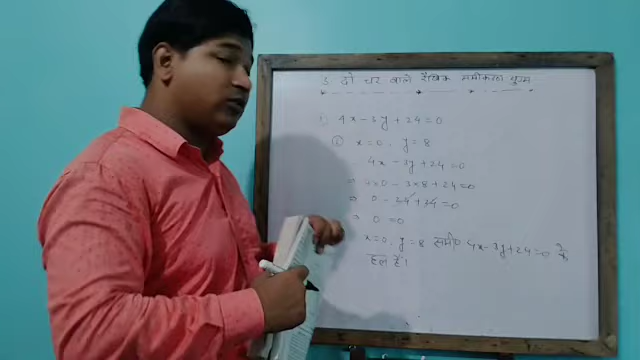 3. दो चर वाले रैखिक समीकरण युग्म
1) 4x-3y+24=0
(i) x=0, y=8
4x-3y+24=0
⇒ 4×0-3×8+24=0
⇒ 0-24+24=0
⇒ 0=0
x=0, y=8 समी० 4x-3y+24=0 के
हल हैं।